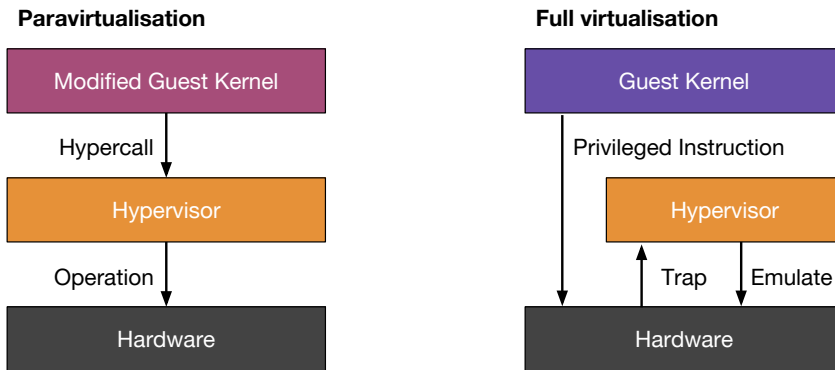 Paravirtualisation
Modified Guest Kernel
Hypercall
Hypervisor
Operation
Hardware
Full virtualisation
Guest Kernel
Privileged Instruction
Hypervisor
Trap
Emulate
Hardware